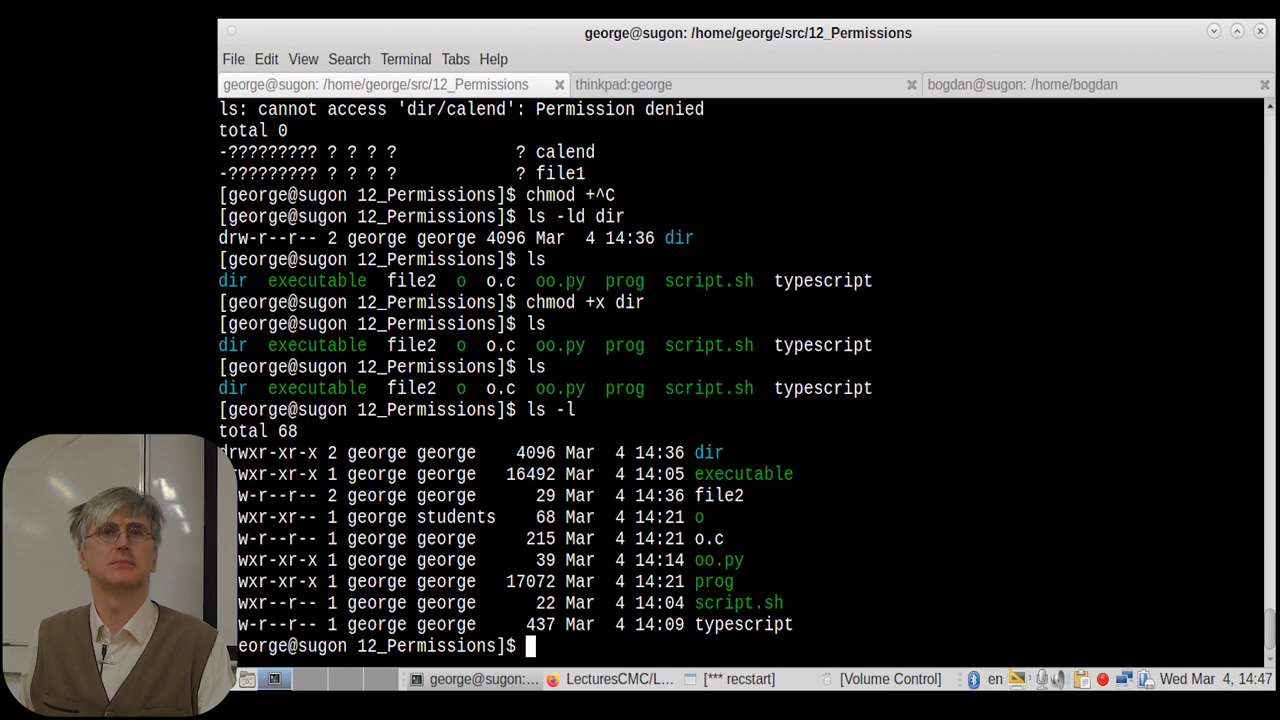 george@sugon: /home/george/src/12_Permissions
File Edit View Search Terminal Tabs Help
george@sugon: /home/george/src/12_Permissions thinkpad:george bogdan@sugon: /home/bogdan
ls: cannot access 'dir/calend': Permission denied
total 0
-????????? ? ? ? ? ? calend
-????????? ? ? ? ? ? file1
[george@sugon 12_Permissions]$ chmod +^C
[george@sugon 12_Permissions]$ ls -ld dir
drw-r--r-- 2 george george 4096 Mar 4 14:36 dir
[george@sugon 12_Permissions]$ ls
dir executable file2 o o.c oo.py prog script.sh typescript
[george@sugon 12_Permissions]$ chmod +x dir
[george@sugon 12_Permissions]$ ls
dir executable file2 o o.c oo.py prog script.sh typescript
[george@sugon 12_Permissions]$ ls
dir executable file2 o o.c oo.py prog script.sh typescript
[george@sugon 12_Permissions]$ ls -l
total 68
drwxr-xr-x 2 george george 4096 Mar 4 14:36 dir
rwxr-xr-x 1 george george 16492 Mar 4 14:05 executable
w-r--r-- 2 george george 29 Mar 4 14:36 file2
wxr-xr-- 1 george students 68 Mar 4 14:21 o
w-r--r-- 1 george george 215 Mar 4 14:21 o.c
wxr-xr-x 1 george george 39 Mar 4 14:14 oo.py
wxr-xr-x 1 george george 17072 Mar 4 14:21 prog
wxr--r-- 1 george george 22 Mar 4 14:04 script.sh
w-r--r-- 1 george george 437 Mar 4 14:09 typescript
eorge@sugon 12_Permissions]$
george@sugon:... LecturesCMC/L... [*** recstart] [Volume Control] en Wed Mar 4, 14:47